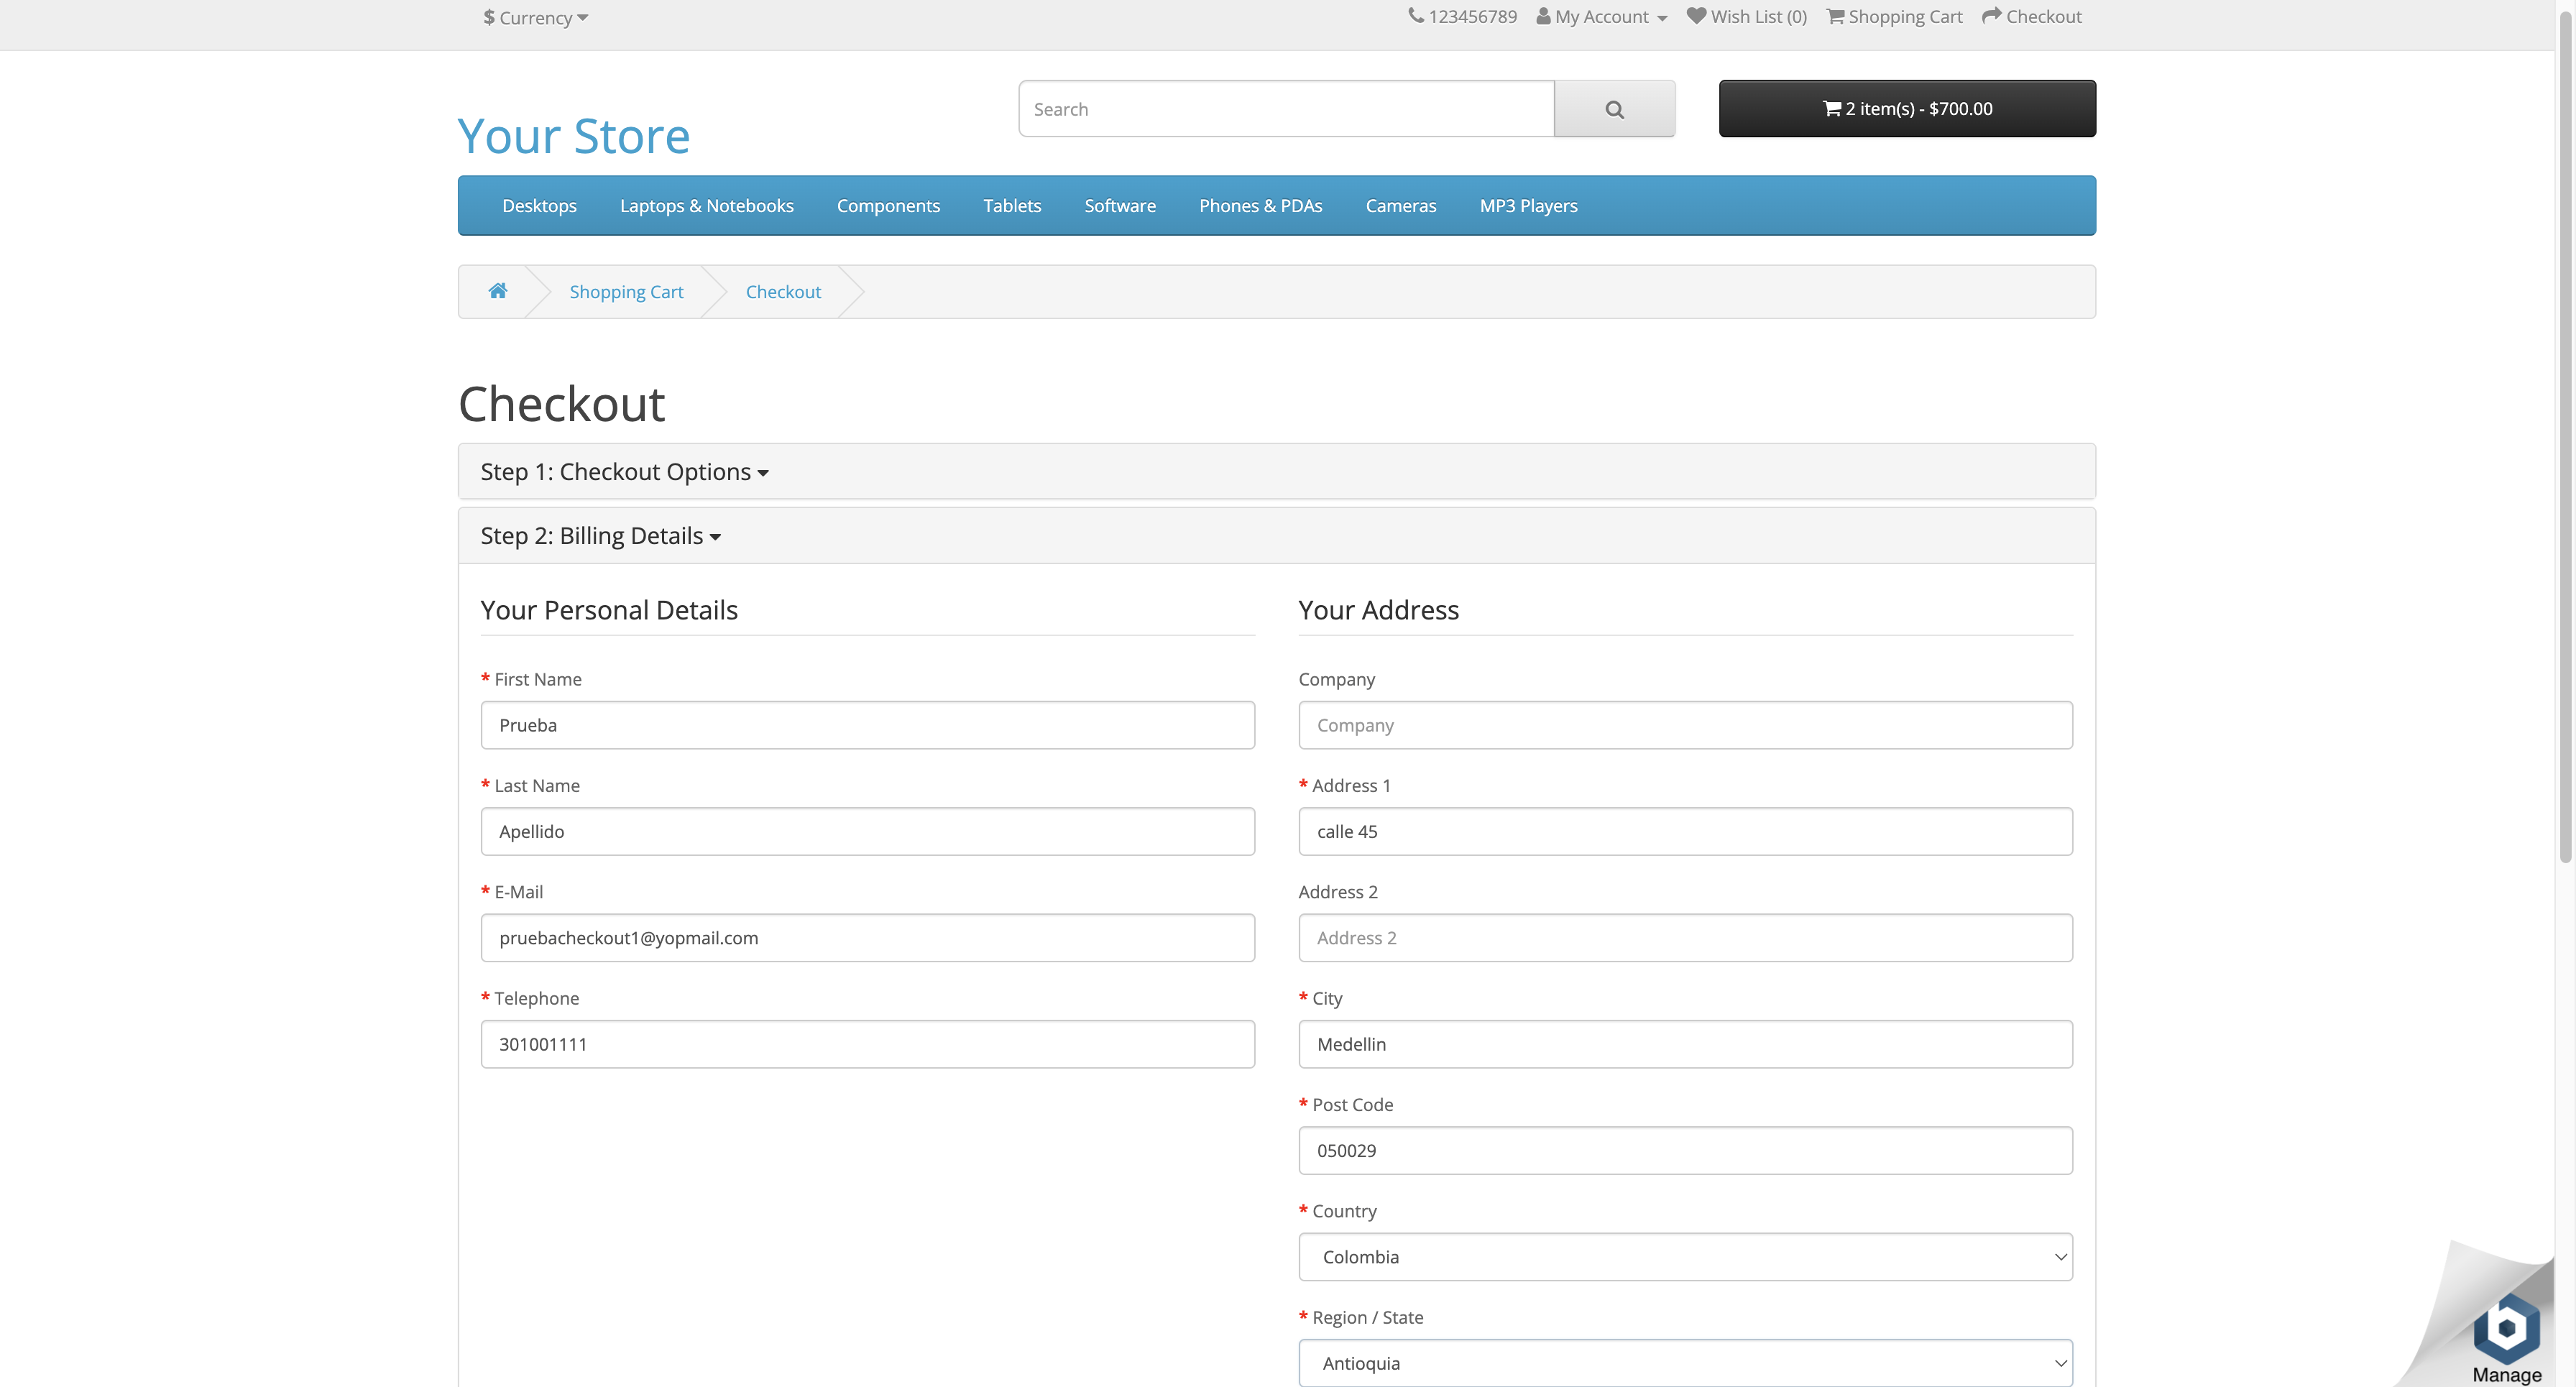 $ Currency
123456789 My Account Wish List (0) Shopping Cart Checkout
Search
2 item(s) - $700.00
Your Store
Desktops Laptops & Notebooks Components Tablets Software Phones & PDAs Cameras MP3 Players
Shopping Cart Checkout
Checkout
Step 1: Checkout Options
Step 2: Billing Details
Your Personal Details
* First Name
Prueba
* Last Name
Apellido
* E-Mail
pruebacheckout1@yopmail.com
* Telephone
301001111
Your Address
Company
Company
* Address 1
calle 45
Address 2
Address 2
* City
Medellin
* Post Code
050029
* Country
Colombia
* Region / State
Antioquia
b
Manage